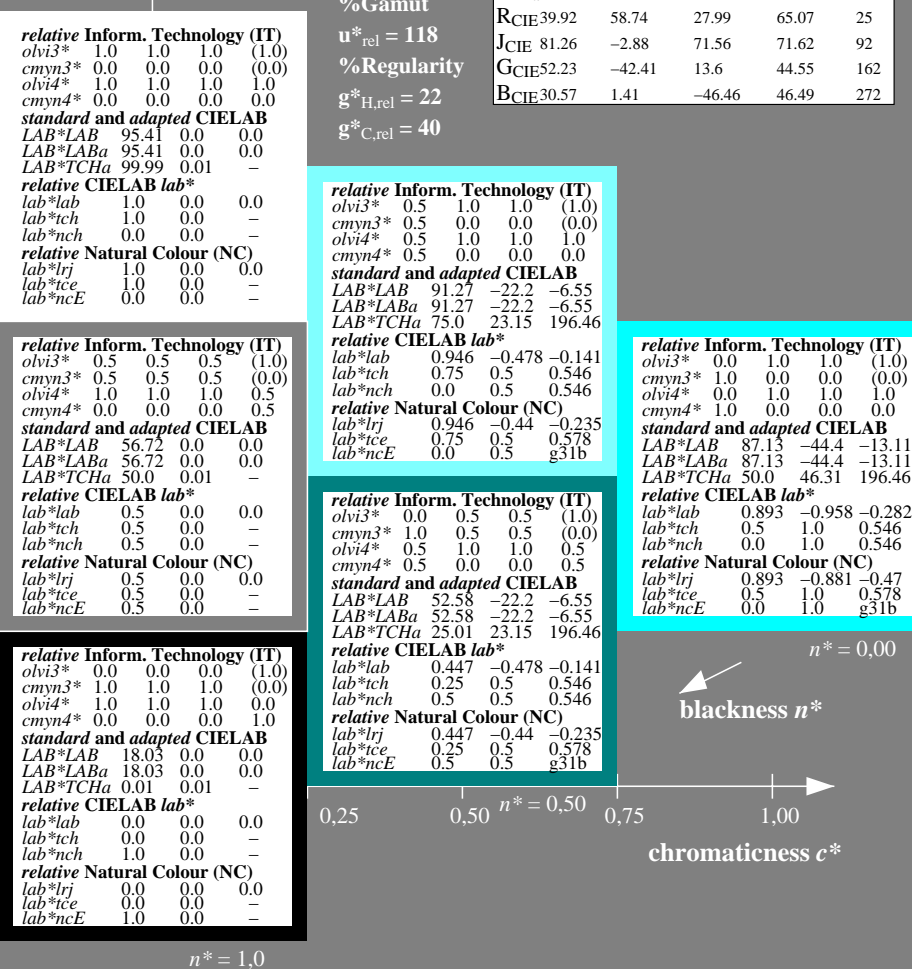 %Gamut
u*rel = 118
%Regularity
g*H,rel = 22
g*C,rel = 40
RCIE 39.92 58.74 27.99 65.07 25
JCIE 81.26 −2.88 71.56 71.62 92
GCIE 52.23 −42.41 13.6 44.55 162
BCIE 30.57 1.41 −46.46 46.49 272
relative Inform. Technology (IT)
olvi3* 1.0 1.0 1.0 (1.0)
cmyn3* 0.0 0.0 0.0 (0.0)
olvi4* 1.0 1.0 1.0 1.0
cmyn4* 0.0 0.0 0.0 0.0
standard and adapted CIELAB
LAB*LAB 95.41 0.0 0.0
LAB*LABa 95.41 0.0 0.0
LAB*TCHa 99.99 0.01 –
relative CIELAB lab*
lab*lab 1.0 0.0 0.0
lab*tch 1.0 0.0 –
lab*nch 0.0 0.0 –
relative Natural Colour (NC)
lab*lrj 1.0 0.0 0.0
lab*tce 1.0 0.0 –
lab*ncE 0.0 0.0 –
relative Inform. Technology (IT)
olvi3* 0.5 1.0 1.0 (1.0)
cmyn3* 0.5 0.0 0.0 (0.0)
olvi4* 0.5 1.0 1.0 1.0
cmyn4* 0.5 0.0 0.0 0.0
standard and adapted CIELAB
LAB*LAB 91.27 −22.2 −6.55
LAB*LABa 91.27 −22.2 −6.55
LAB*TCHa 75.0 23.15 196.46
relative CIELAB lab*
lab*lab 0.946 −0.478 −0.141
lab*tch 0.75 0.5 0.546
lab*nch 0.0 0.5 0.546
relative Natural Colour (NC)
lab*lrj 0.946 −0.44 −0.235
lab*tce 0.75 0.5 0.578
lab*ncE 0.0 0.5 g31b
relative Inform. Technology (IT)
olvi3* 0.5 0.5 0.5 (1.0)
cmyn3* 0.5 0.5 0.5 (0.0)
olvi4* 1.0 1.0 1.0 0.5
cmyn4* 0.0 0.0 0.0 0.5
standard and adapted CIELAB
LAB*LAB 56.72 0.0 0.0
LAB*LABa 56.72 0.0 0.0
LAB*TCHa 50.0 0.01 –
relative CIELAB lab*
lab*lab 0.5 0.0 0.0
lab*tch 0.5 0.0 –
lab*nch 0.5 0.0 –
relative Natural Colour (NC)
lab*lrj 0.5 0.0 0.0
lab*tce 0.5 0.0 –
lab*ncE 0.5 0.0 –
relative Inform. Technology (IT)
olvi3* 0.0 1.0 1.0 (1.0)
cmyn3* 1.0 0.0 0.0 (0.0)
olvi4* 0.0 1.0 1.0 1.0
cmyn4* 1.0 0.0 0.0 0.0
standard and adapted CIELAB
LAB*LAB 87.13 −44.4 −13.11
LAB*LABa 87.13 −44.4 −13.11
LAB*TCHa 50.0 46.31 196.46
relative CIELAB lab*
lab*lab 0.893 −0.958 −0.282
lab*tch 0.5 1.0 0.546
lab*nch 0.0 1.0 0.546
relative Natural Colour (NC)
lab*lrj 0.893 −0.881 −0.47
lab*tce 0.5 1.0 0.578
lab*ncE 0.0 1.0 g31b
relative Inform. Technology (IT)
olvi3* 0.0 0.5 0.5 (1.0)
cmyn3* 1.0 0.5 0.5 (0.0)
olvi4* 0.5 1.0 1.0 0.5
cmyn4* 0.5 0.0 0.0 0.5
standard and adapted CIELAB
LAB*LAB 52.58 −22.2 −6.55
LAB*LABa 52.58 −22.2 −6.55
LAB*TCHa 25.01 23.15 196.46
relative CIELAB lab*
lab*lab 0.447 −0.478 −0.141
lab*tch 0.25 0.5 0.546
lab*nch 0.5 0.5 0.546
relative Natural Colour (NC)
lab*lrj 0.447 −0.44 −0.235
lab*tce 0.25 0.5 0.578
lab*ncE 0.5 0.5 g31b
relative Inform. Technology (IT)
olvi3* 0.0 0.0 0.0 (1.0)
cmyn3* 1.0 1.0 1.0 (0.0)
olvi4* 1.0 1.0 1.0 0.0
cmyn4* 0.0 0.0 0.0 1.0
standard and adapted CIELAB
LAB*LAB 18.03 0.0 0.0
LAB*LABa 18.03 0.0 0.0
LAB*TCHa 0.01 0.01 –
relative CIELAB lab*
lab*lab 0.0 0.0 0.0
lab*tch 0.0 0.0 –
lab*nch 1.0 0.0 –
relative Natural Colour (NC)
lab*lrj 0.0 0.0 0.0
lab*tce 0.0 0.0 –
lab*ncE 1.0 0.0 –
n* = 0,00
blackness n*
n* = 0,50
0,25 0,50 0,75 1,00
chromaticness c*
n* = 1,0